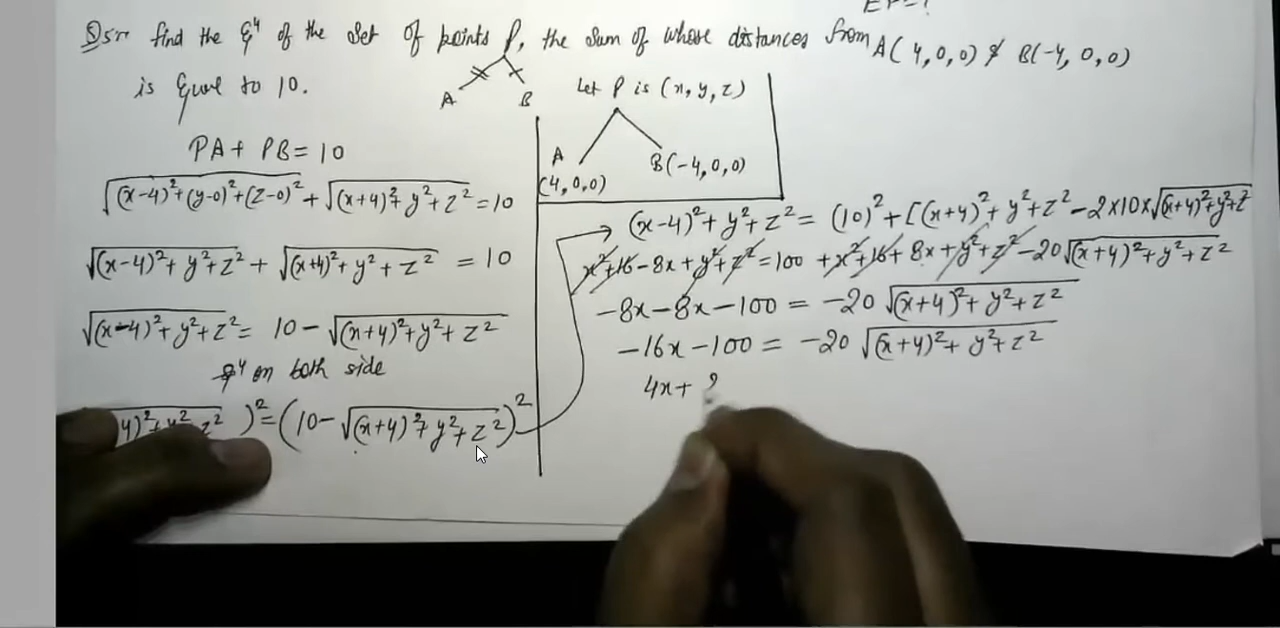 Q5⇒ find the Eqⁿ of the Set Of points P, the Sum of whose distances from A(4,0,0) & B(-4,0,0)
is Equal to 10.
A B
PA + PB = 10
√((x-4)²+(y-0)²+(z-0)²) + √((x+4)²+y²+z²) = 10
√((x-4)²+y²+z²) + √((x+4)²+y²+z²) = 10
√((x-4)²+y²+z²) = 10 - √((x+4)²+y²+z²)
on both side
4)²+y²+z² )² = (10-√((x+4)²+y²+z²))²
Let P is (x,y,z)
A B(-4,0,0)
(4,0,0)
(x-4)²+y²+z² = (10)²+[(x+4)²+y²+z²-2×10×√((x+4)²+y²+z²)
x²+16-8x+y²+z² = 100+x²+16+8x+y²+z²-20√((x+4)²+y²+z²)
-8x-8x-100 = -20√((x+4)²+y²+z²)
-16x-100 = -20√((x+4)²+y²+z²)
4x+